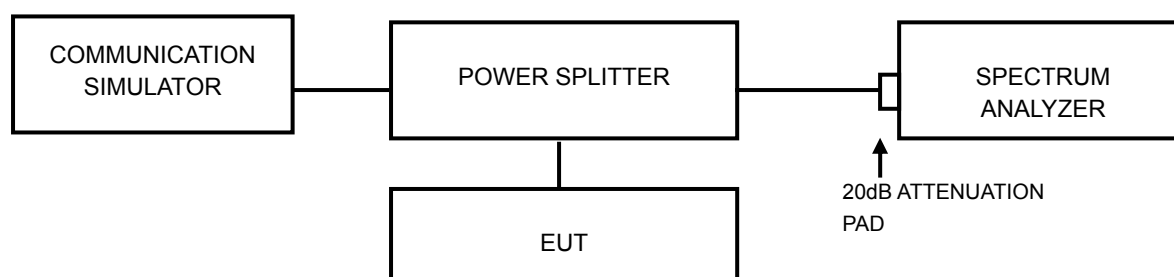 COMMUNICATION
SIMULATOR
POWER SPLITTER
SPECTRUM
ANALYZER
20dB ATTENUATION
PAD
EUT